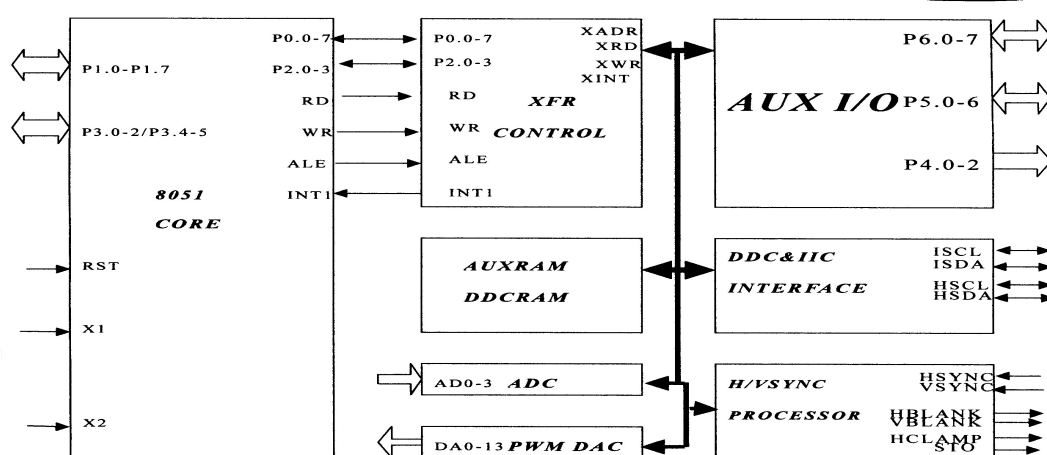 P1.0-P1.7
P3.0-2/P3.4-5
8051
CORE
RST
X1
X2
P0.0-7
P2.0-3
RD
WR
ALE
INT1
P0.0-7
P2.0-3
RD
WR
ALE
INT1
XADR
XRD
XWR
XINT
XFR
CONTROL
AUX I/O
P6.0-7
P5.0-6
P4.0-2
AUXRAM
DDCRAM
DDC&IIC
INTERFACE
ISCL
ISDA
HSCL
HSDA
AD0-3 ADC
DA0-13 PWM DAC
H/VSYNC
PROCESSOR
HSYNC
VSYNC
HBLANK
VBLANK
HCLAMP
STO